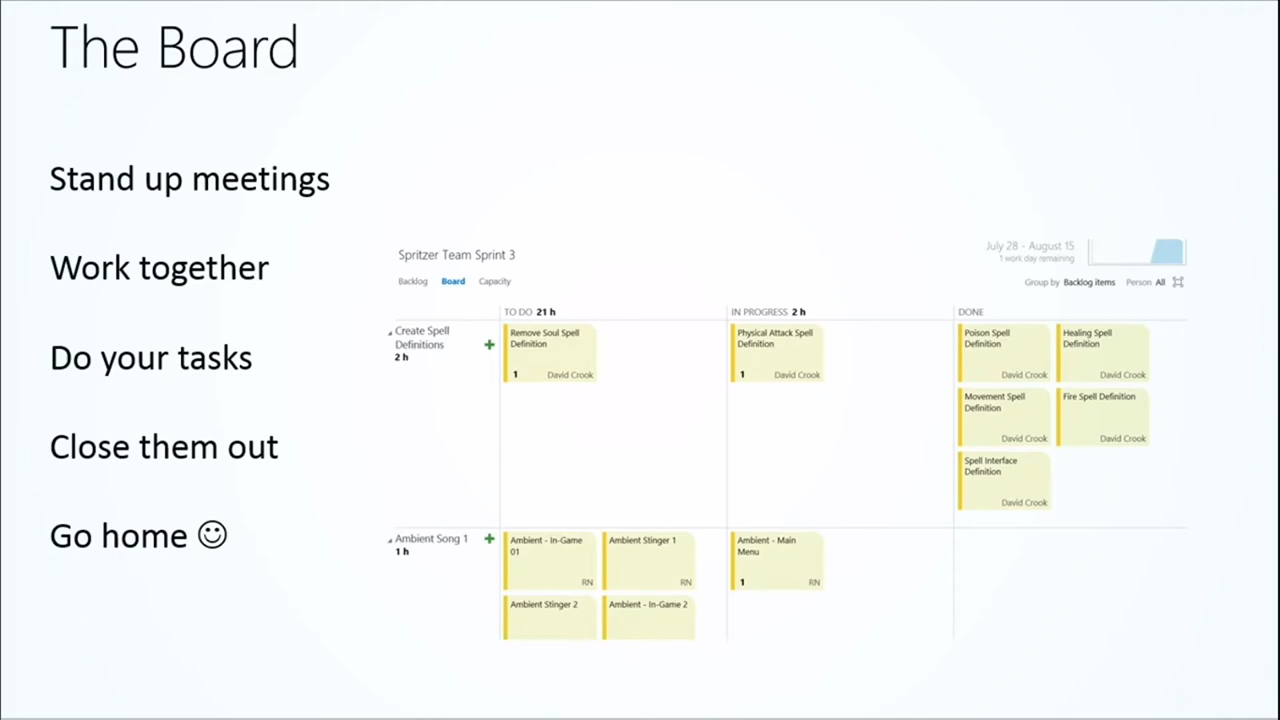 The Board
Stand up meetings
Work together
Do your tasks
Close them out
Go home ☺
Spritzer Team Sprint 3
July 28 - August 15
1 work day remaining
Backlog Board Capacity
Group by Backlog items Person All
TO DO 21 h
IN PROGRESS 2 h
DONE
Create Spell
Definitions
2 h
Remove Soul Spell
Definition
1 David Crook
Physical Attack Spell
Definition
1 David Crook
Poison Spell
Definition
David Crook
Healing Spell
Definition
David Crook
Movement Spell
Definition
David Crook
Fire Spell Definition
David Crook
Spell Interface
Definition
David Crook
Ambient Song 1
1 h
Ambient - In-Game
01
RN
Ambient Stinger 1
RN
Ambient - Main
Menu
1 RN
Ambient Stinger 2
Ambient - In-Game 2